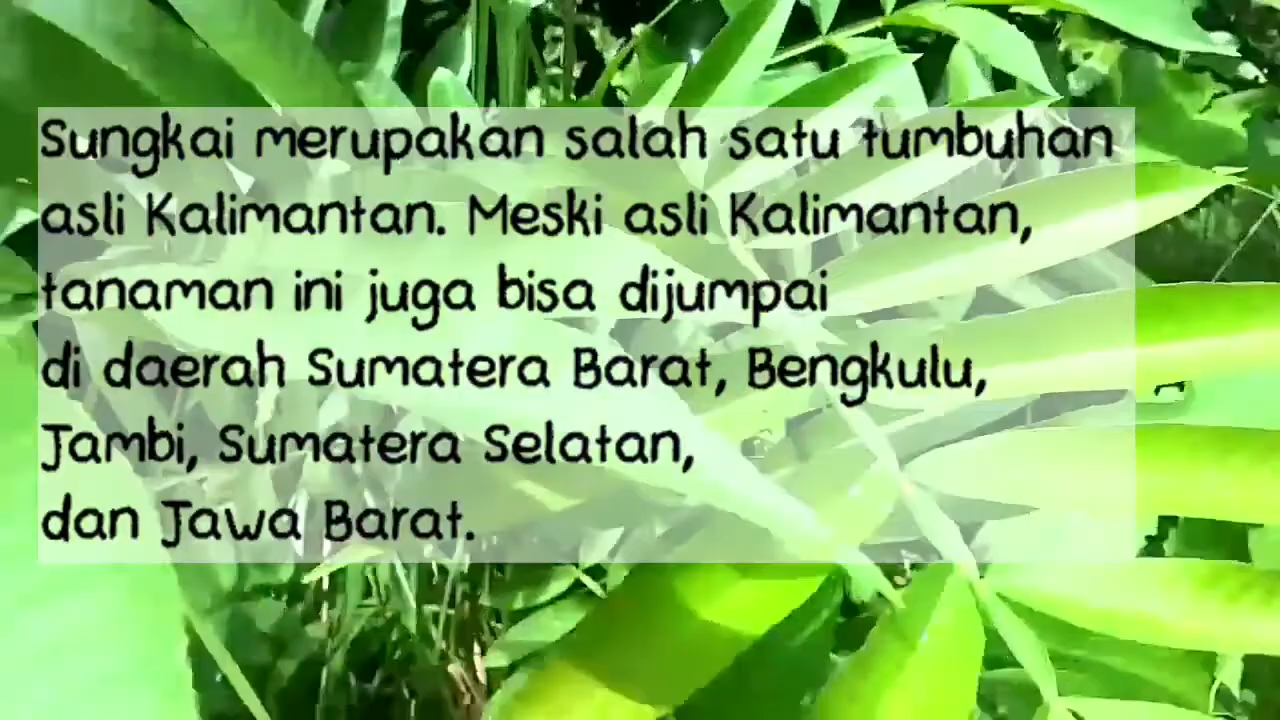 Sungkai merupakan salah satu tumbuhan
asli Kalimantan. Meski asli Kalimantan,
tanaman ini juga bisa dijumpai
di daerah Sumatera Barat, Bengkulu,
Jambi, Sumatera Selatan,
dan Jawa Barat.